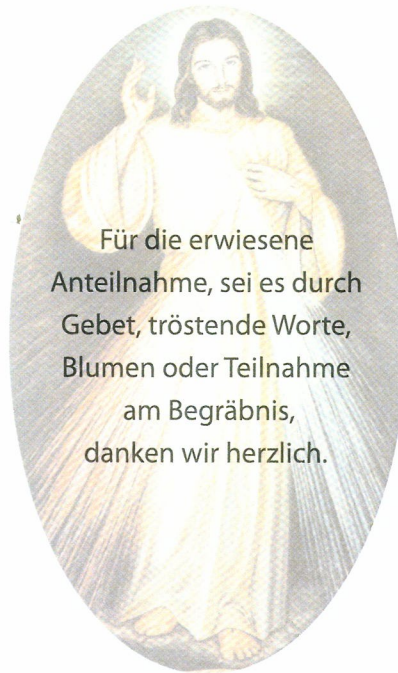 Für die erwiesene
Anteilnahme, sei es durch
Gebet, tröstende Worte,
Blumen oder Teilnahme
am Begräbnis,
danken wir herzlich.